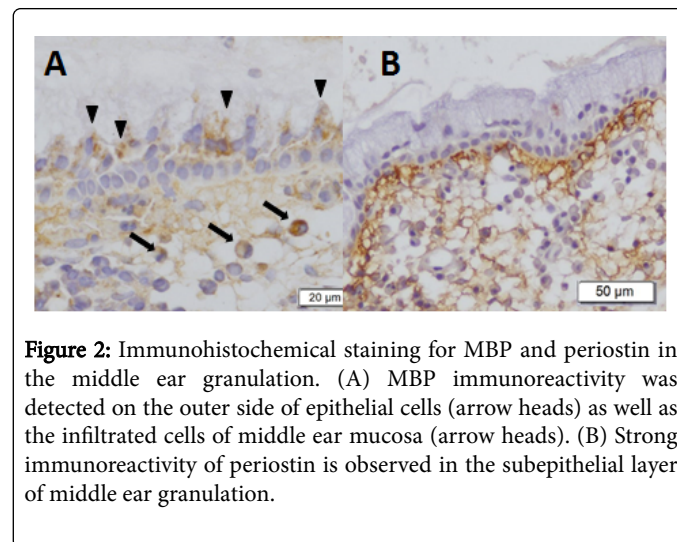 A
B
20 µm
50 µm
Figure 2: Immunohistochemical staining for MBP and periostin in
the middle ear granulation. (A) MBP immunoreactivity was
detected on the outer side of epithelial cells (arrow heads) as well as
the infiltrated cells of middle ear mucosa (arrow heads). (B) Strong
immunoreactivity of periostin is observed in the subepithelial layer
of middle ear granulation.